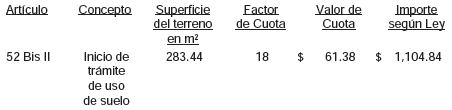 Artículo Concepto Superficie del terreno en m² Factor de Cuota Valor de Cuota Importe según Ley
52 Bis II Inicio de trámite de uso de suelo 283.44 18 $ 61.38 $ 1,104.84